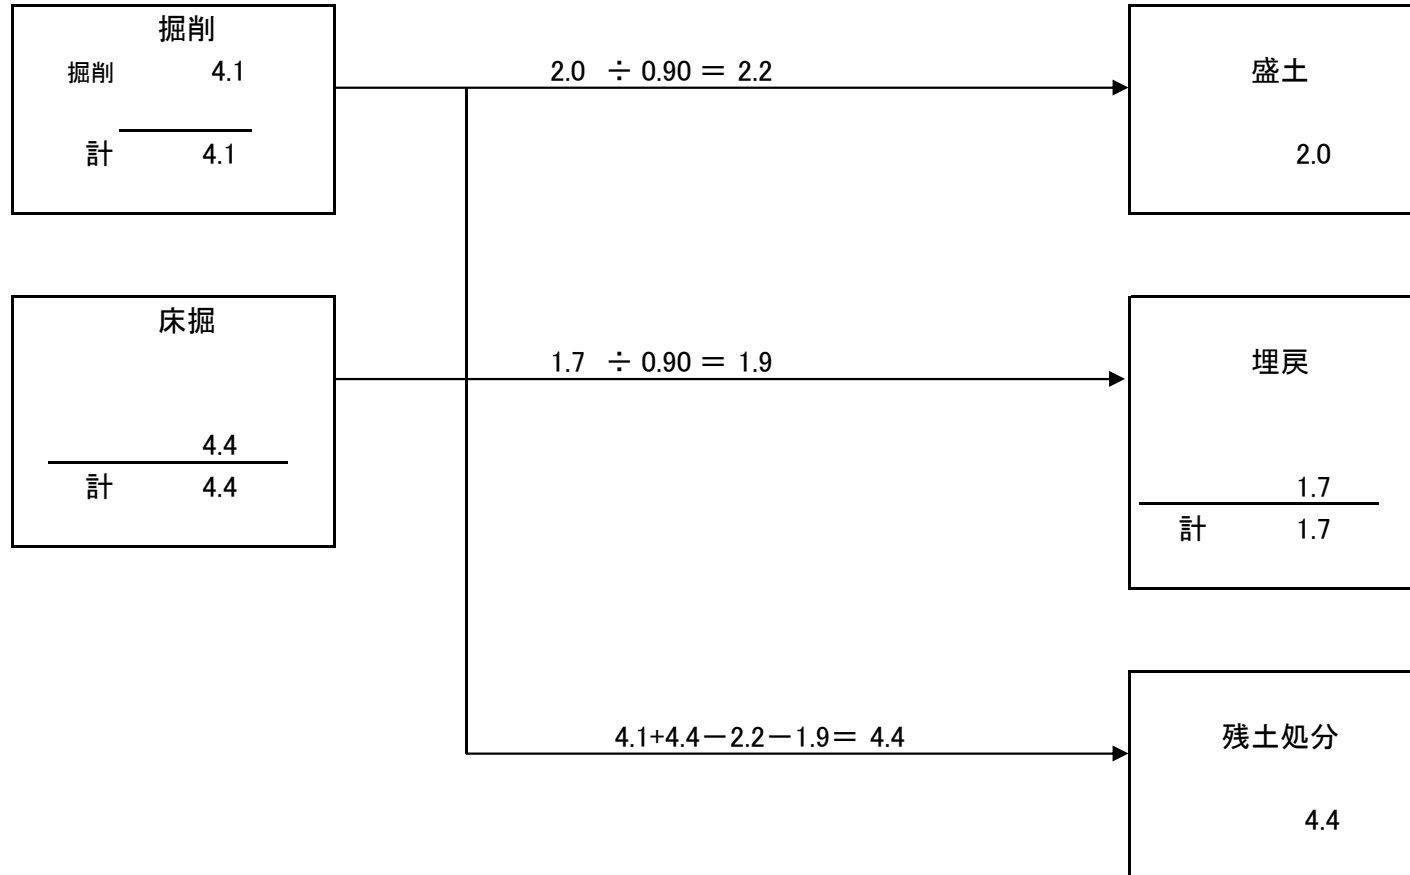 掘削
掘削 4.1
計 4.1
2.0 ÷ 0.90 ＝ 2.2
盛土
2.0
床掘
4.4
計 4.4
1.7 ÷ 0.90 ＝ 1.9
埋戻
1.7
計 1.7
4.1+4.4－2.2－1.9＝ 4.4
残土処分
4.4